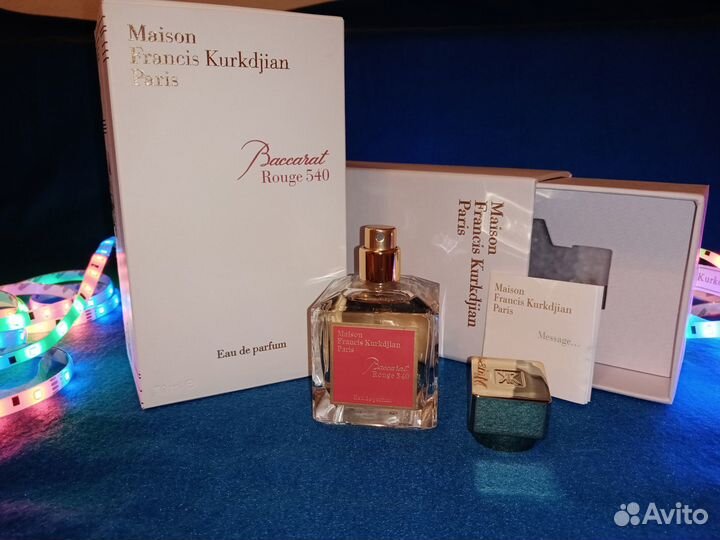 Maison
Francis Kurkdjian
Paris
Baccarat
Rouge 540
Eau de parfum
Maison
Francis Kurkdjian
Paris
Maison
Francis Kurkdjian
Paris
Baccarat
Rouge 540
Eau de parfum
Maison
Francis Kurkdjian
Paris
Message...
Avito